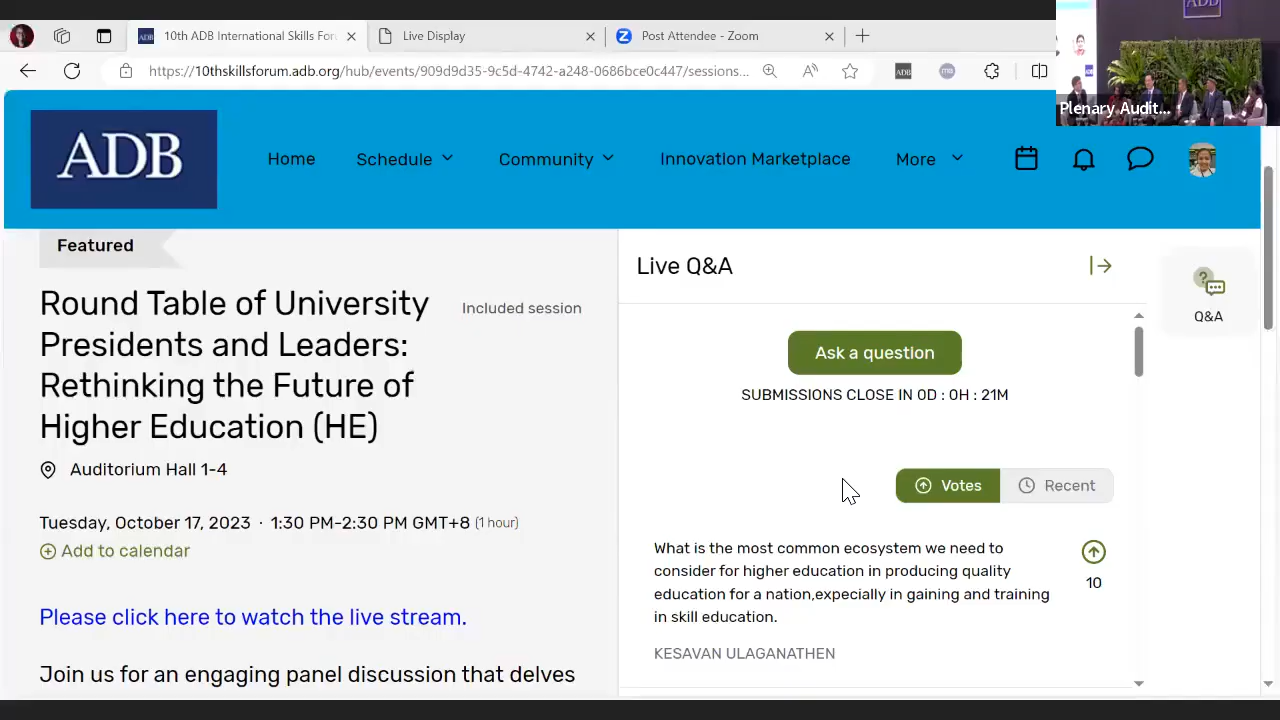 10th ADB International Skills For
Live Display
Post Attendee - Zoom
https://10thskillsforum.adb.org/hub/events/909d9d35-9c5d-4742-a248-0686bce0c447/sessions...
ADB
Plenary Audit...
ADB
Home
Schedule
Community
Innovation Marketplace
More
Featured
Round Table of University
Presidents and Leaders:
Rethinking the Future of
Higher Education (HE)
Included session
Auditorium Hall 1-4
Tuesday, October 17, 2023 · 1:30 PM-2:30 PM GMT+8 (1 hour)
Add to calendar
Please click here to watch the live stream.
Join us for an engaging panel discussion that delves
Live Q&A
Q&A
Ask a question
SUBMISSIONS CLOSE IN 0D : 0H : 21M
Votes
Recent
What is the most common ecosystem we need to
consider for higher education in producing quality
education for a nation,expecially in gaining and training
in skill education.
10
KESAVAN ULAGANATHEN